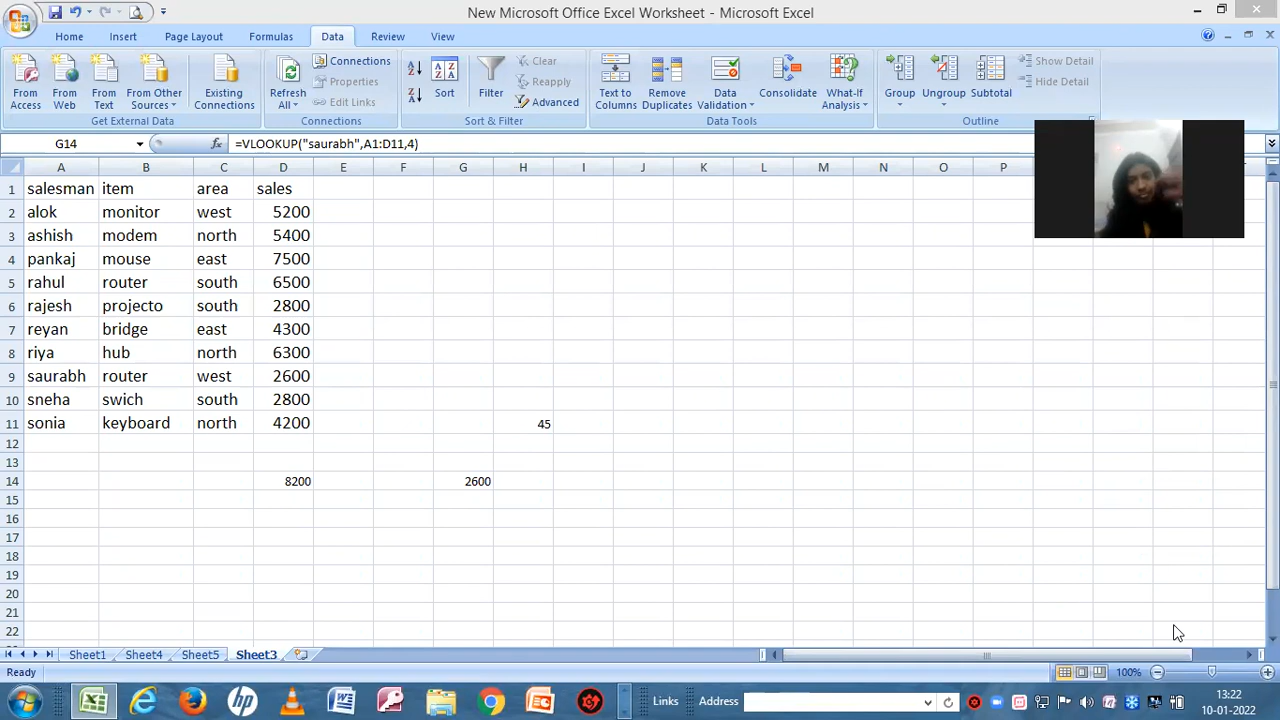 New Microsoft Office Excel Worksheet - Microsoft Excel
Home Insert Page Layout Formulas Data Review View
From Access
From Web
From Text
From Other Sources
Existing Connections
Get External Data
Refresh All
Connections
Properties
Edit Links
Connections
Sort
Filter
Clear
Reapply
Advanced
Sort & Filter
Text to Columns
Remove Duplicates
Data Validation
Consolidate
What-If Analysis
Data Tools
Group
Ungroup
Subtotal
Show Detail
Hide Detail
Outline
G14 fx =VLOOKUP("saurabh",A1:D11,4)
A B C D E F G H I J K L M N O P
1 salesman item area sales
2 alok monitor west 5200
3 ashish modem north 5400
4 pankaj mouse east 7500
5 rahul router south 6500
6 rajesh projecto south 2800
7 reyan bridge east 4300
8 riya hub north 6300
9 saurabh router west 2600
10 sneha swich south 2800
11 sonia keyboard north 4200 45
12
13
14 8200 2600
15
16
17
18
19
20
21
22
Sheet1 Sheet4 Sheet5 Sheet3
Ready 100%
Links Address 13:22
10-01-2022